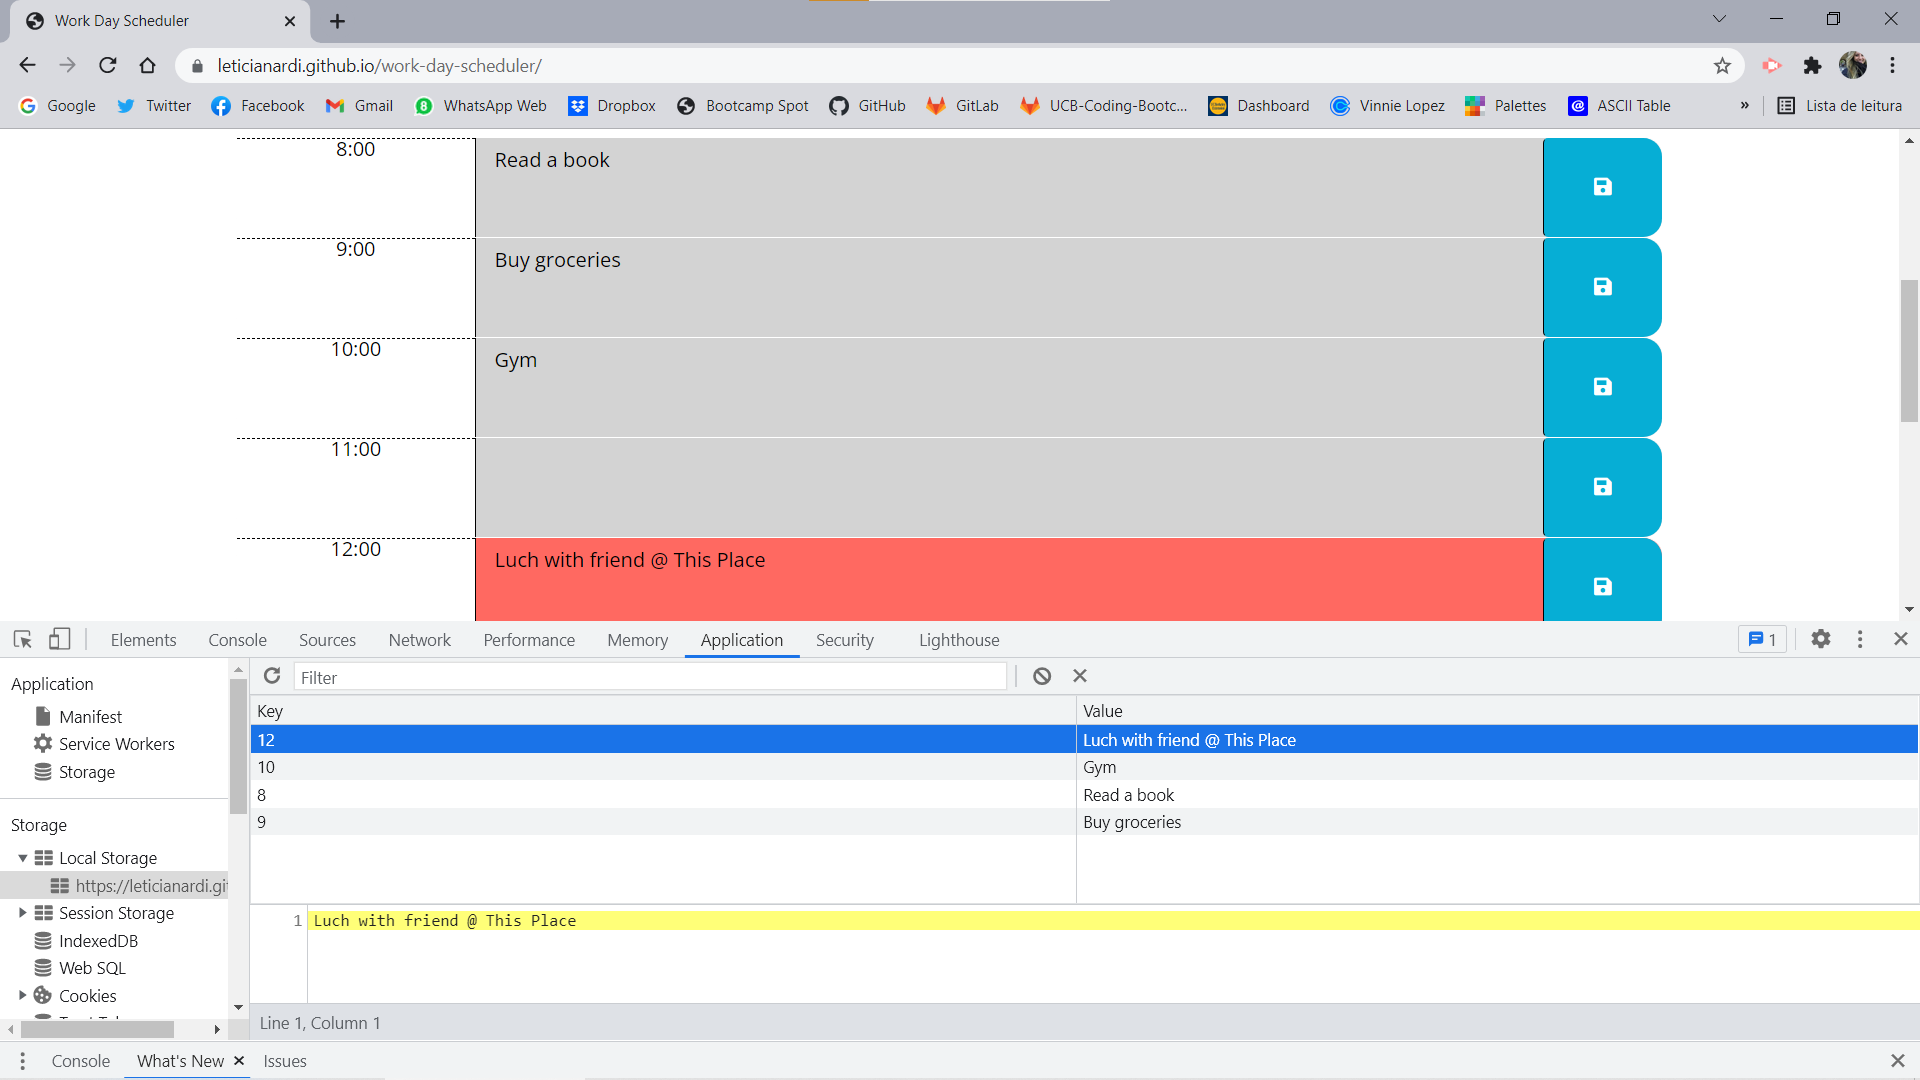 Work Day Scheduler
leticianardi.github.io/work-day-scheduler/
Google Twitter Facebook Gmail WhatsApp Web Dropbox Bootcamp Spot GitHub GitLab UCB-Coding-Bootc... Dashboard Vinnie Lopez Palettes ASCII Table » Lista de leitura
8:00 Read a book
9:00 Buy groceries
10:00 Gym
11:00
12:00 Luch with friend @ This Place
Elements Console Sources Network Performance Memory Application Security Lighthouse 1
Application
Manifest
Service Workers
Storage
Storage
Local Storage
https://leticianardi.git
Session Storage
IndexedDB
Web SQL
Cookies
Filter
Key Value
12 Luch with friend @ This Place
10 Gym
8 Read a book
9 Buy groceries
1 Luch with friend @ This Place
Line 1, Column 1
Console What's New Issues